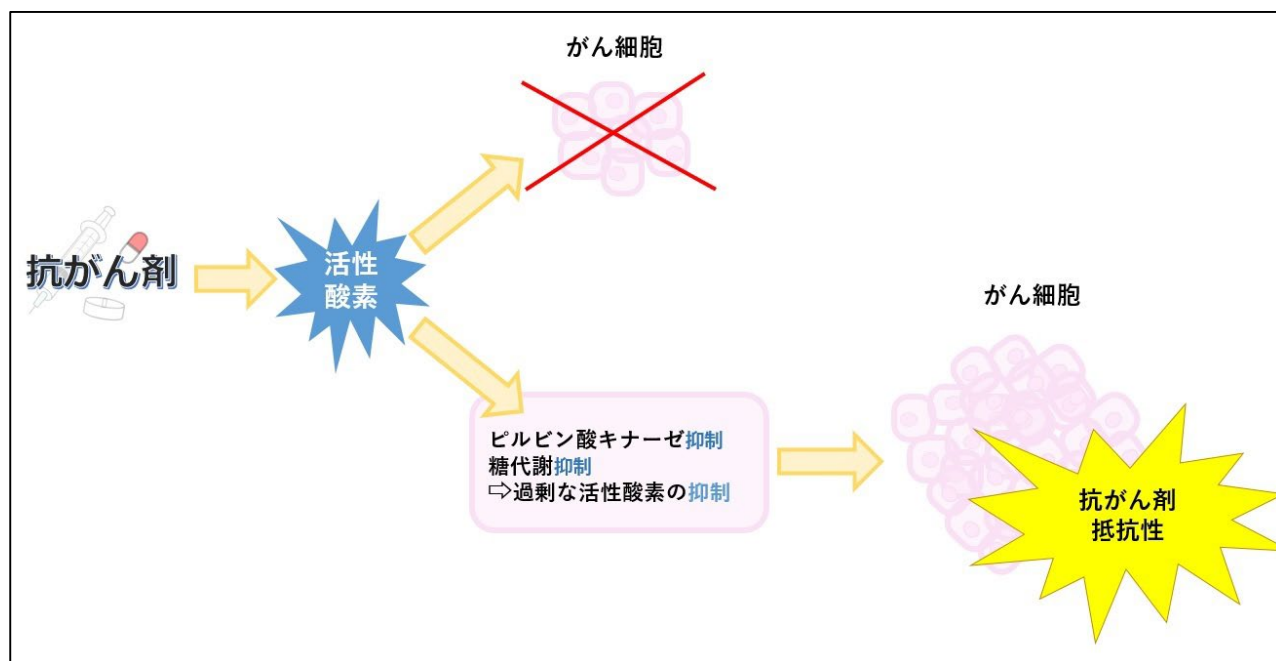 がん細胞
抗がん剤
活性
酸素
がん細胞
ピルビン酸キナーゼ抑制
糖代謝抑制
⇨過剰な活性酸素の抑制
抗がん剤
抵抗性